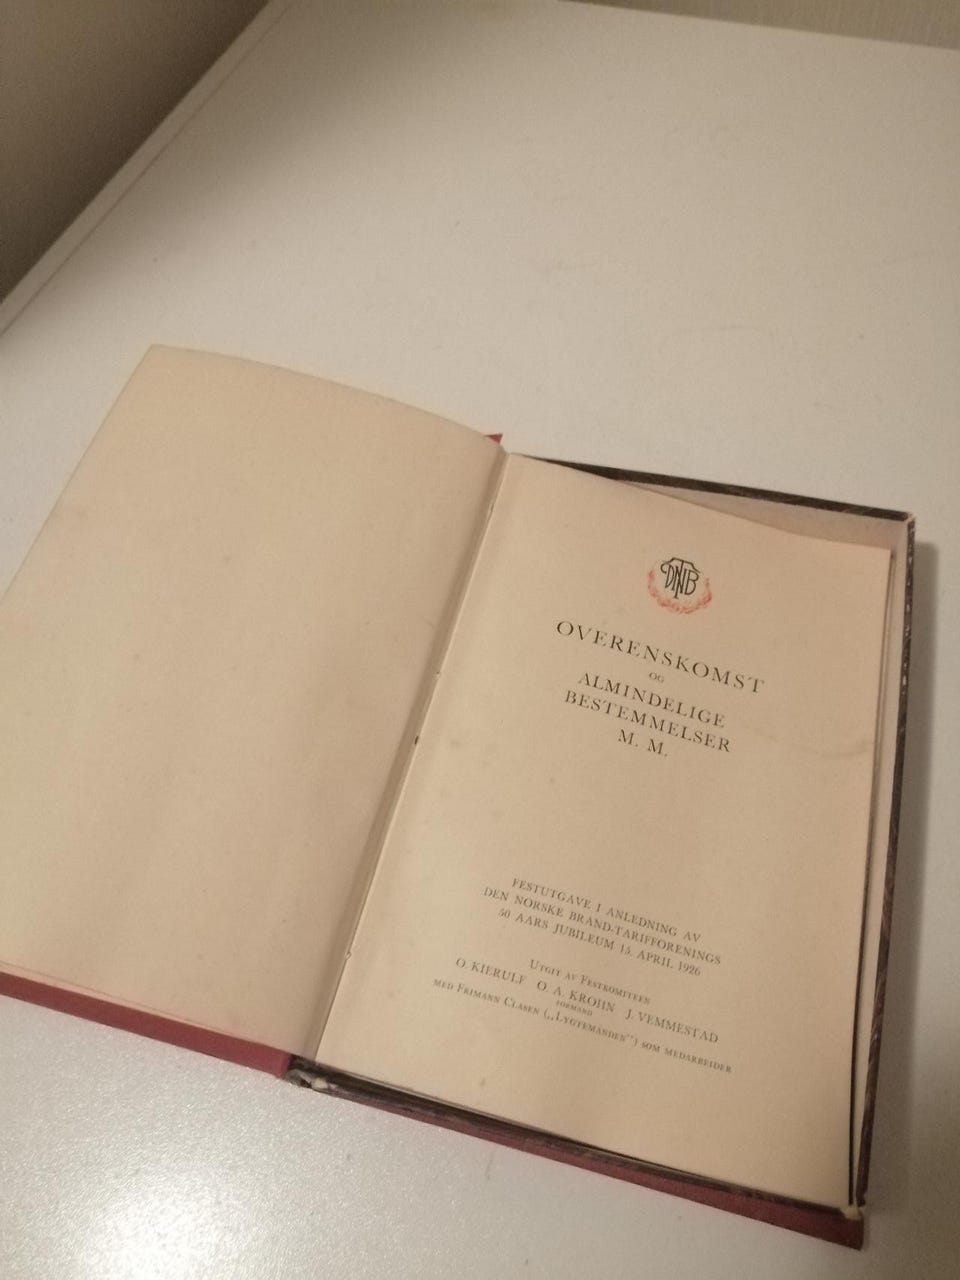 DNTB
OVERENSKOMST
OG
ALMINDELIGE
BESTEMMELSER
M. M.
FESTUTGAVE I ANLEDNING AV
DEN NORSKE BRAND-TARIFFORENINGS
50 AARS JUBILEUM 15. APRIL 1926
UTGIT AV FESTKOMITEEN
O. KIERULF O. A. KROHN J. VEMMESTAD
FORMAND
MED FRIMANN CLASEN (,,LYGTEMANDEN") SOM MEDARBEIDER